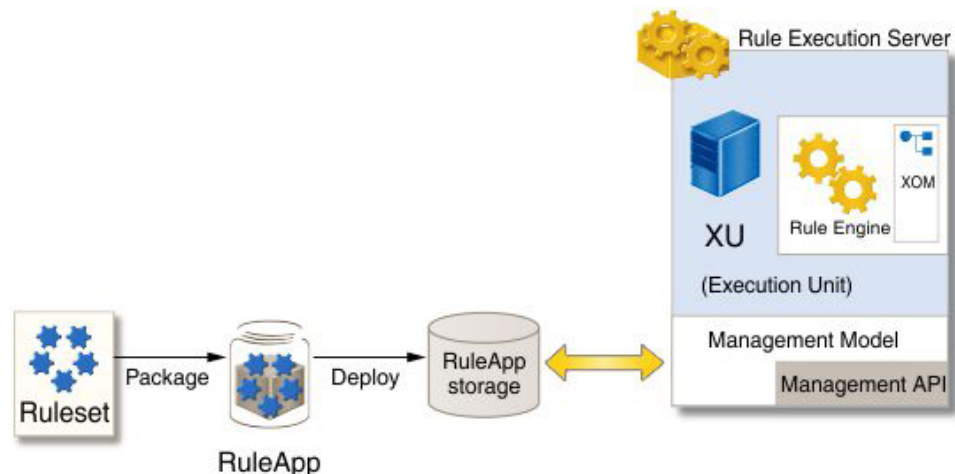 Rule Execution Server
XOM
Rule Engine
XU
(Execution Unit)
Management Model
Management API
Ruleset
Package
RuleApp
Deploy
RuleApp
storage